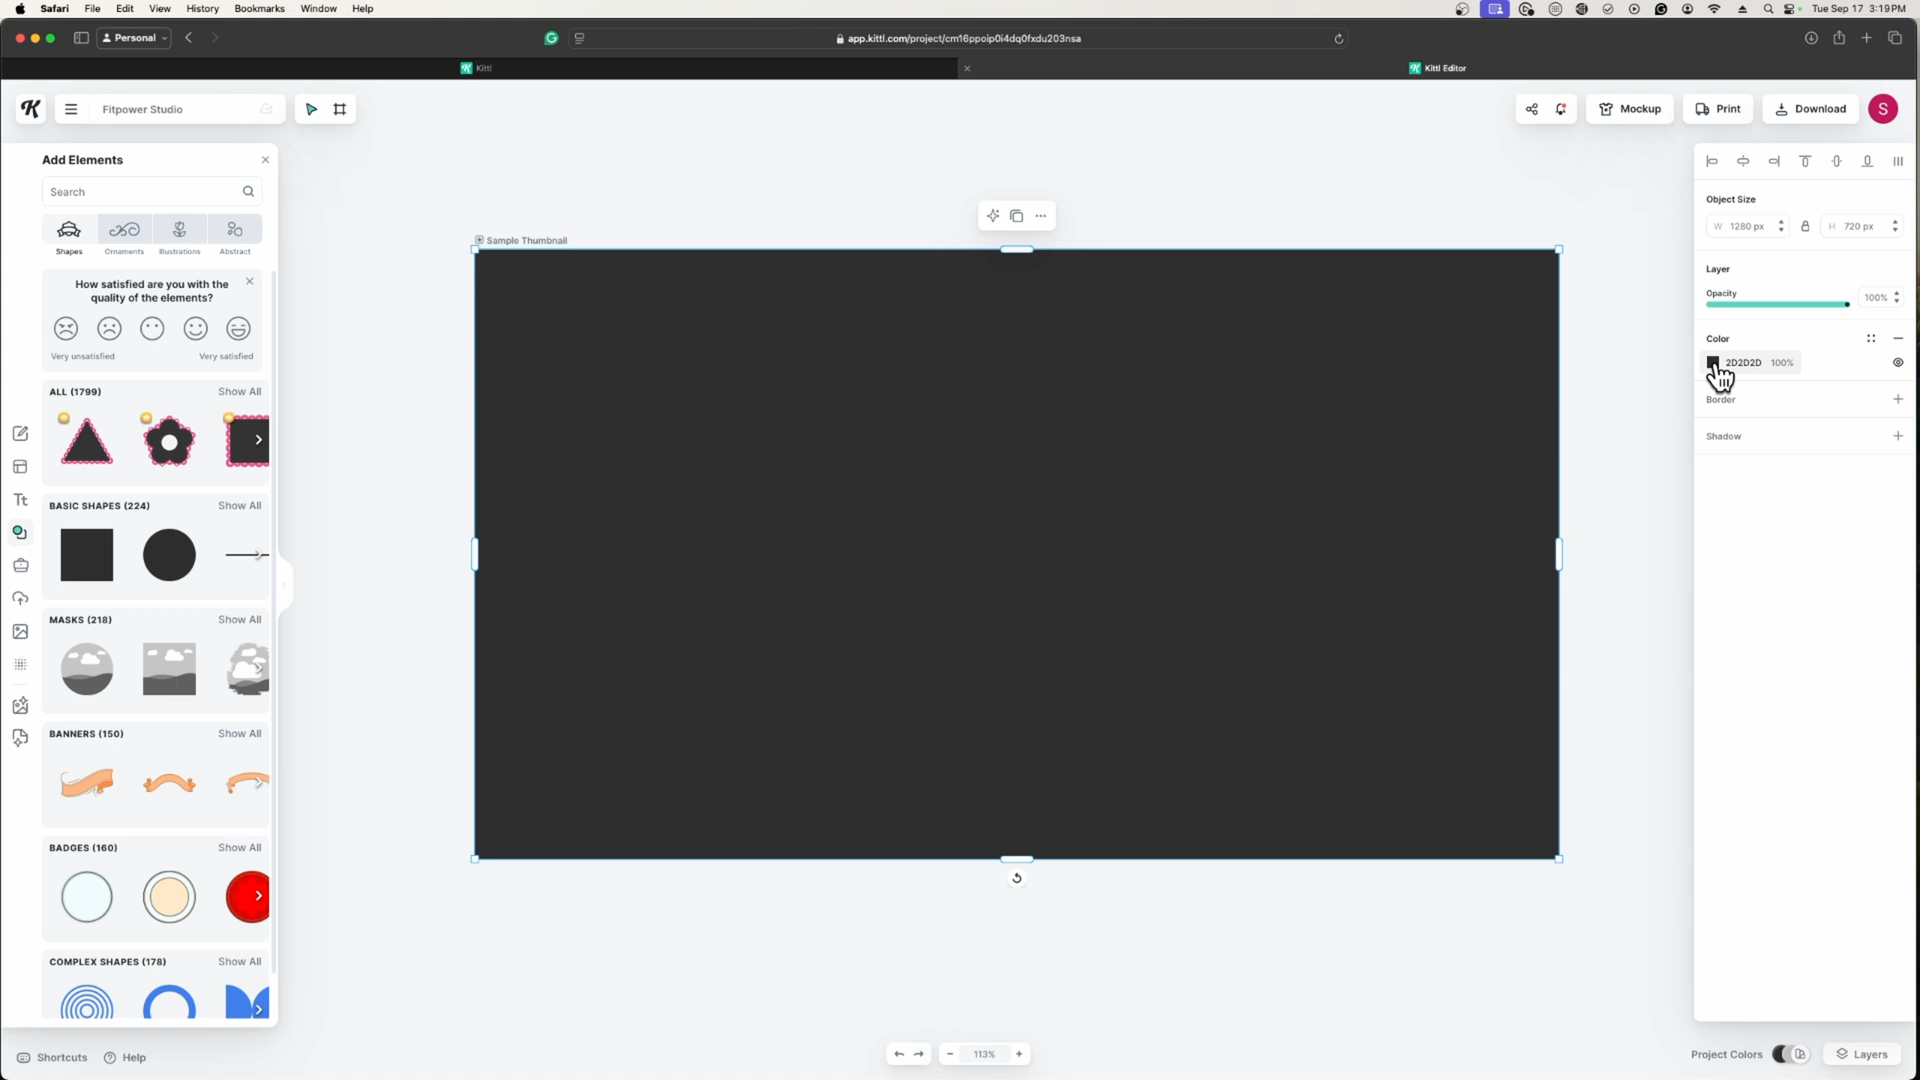 Safari File Edit View History Bookmarks Window Help Tue Sep 17 3:19 PM
Personal app.kittl.com/project/cm16ppoip0i4dq0fxdu203nsa
Kittl Kittl Editor
K Fitpower Studio Mockup Print Download S
Add Elements
Search
Shapes Ornaments Illustrations Abstract
How satisfied are you with the
quality of the elements?
Very unsatisfied Very satisfied
ALL (1799) Show All
BASIC SHAPES (224) Show All
MASKS (218) Show All
BANNERS (150) Show All
BADGES (160) Show All
COMPLEX SHAPES (178) Show All
Tt
Shortcuts Help
Sample Thumbnail
113%
Object Size
W 1280 px H 720 px
Layer
Opacity
100%
Color
2D2D2D 100%
Border
Shadow
Project Colors Layers